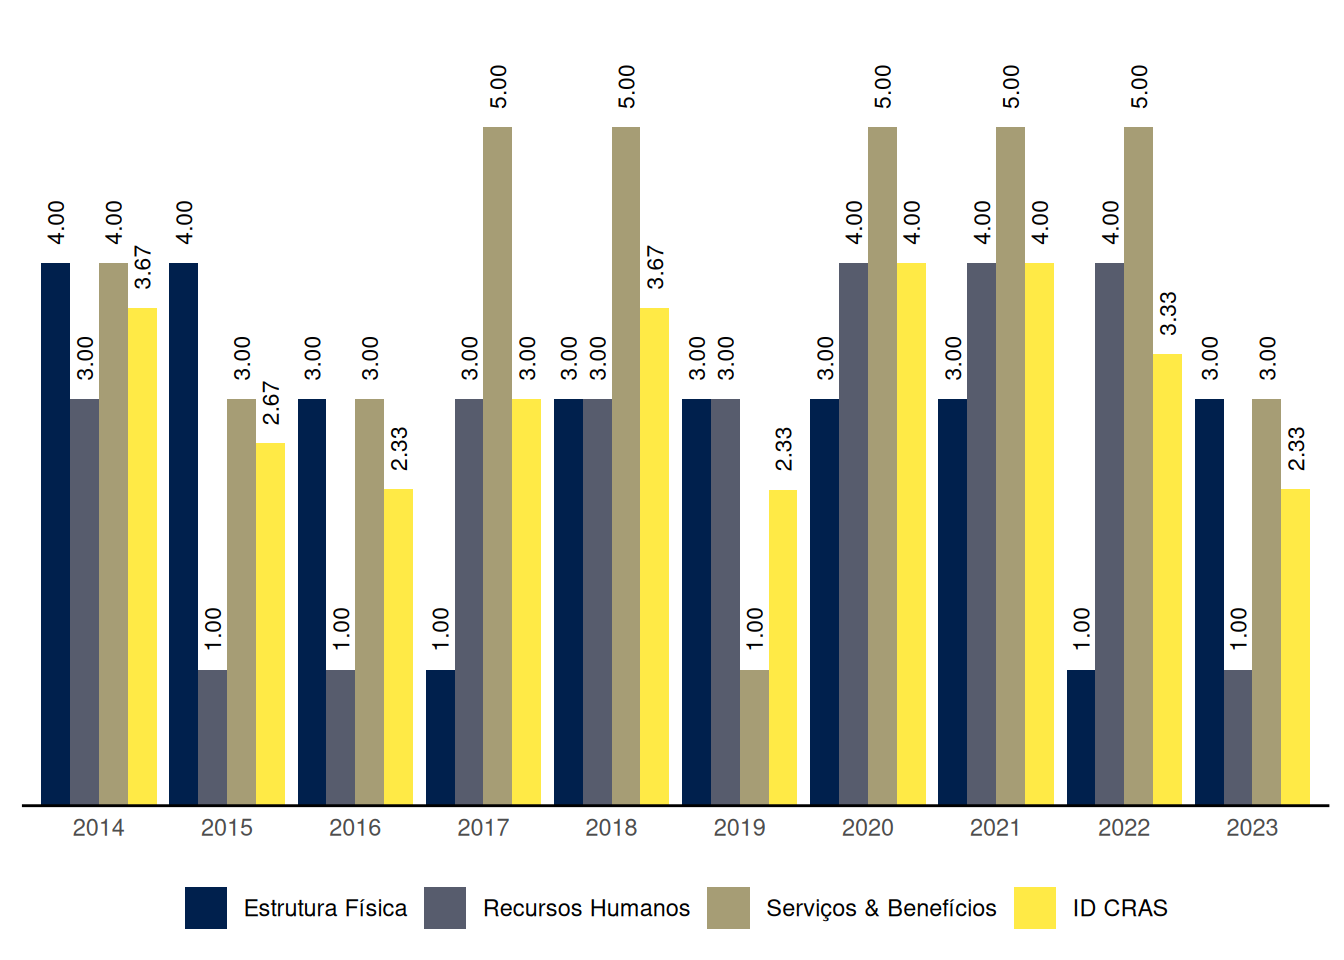 4.00 3.00 4.00 3.67
4.00 1.00 3.00 2.67
3.00 1.00 3.00 2.33
1.00 3.00 5.00 3.00
3.00 3.00 5.00 3.67
3.00 3.00 1.00 2.33
3.00 4.00 5.00 4.00
3.00 4.00 5.00 4.00
1.00 4.00 5.00 3.33
3.00 1.00 3.00 2.33
2014 2015 2016 2017 2018 2019 2020 2021 2022 2023
Estrutura Física Recursos Humanos Serviços & Benefícios ID CRAS